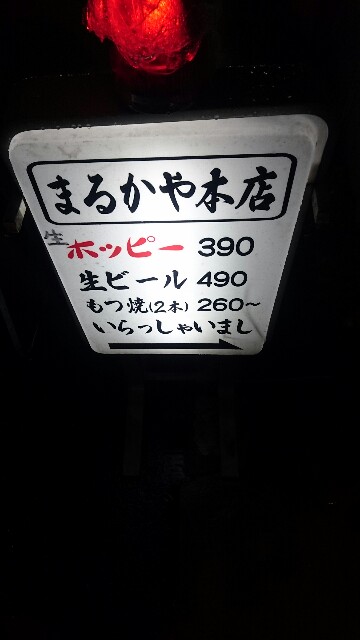 まるかや本店
生ホッピー 390
生ビール 490
もつ焼(2本) 260～
いらっしゃいまし